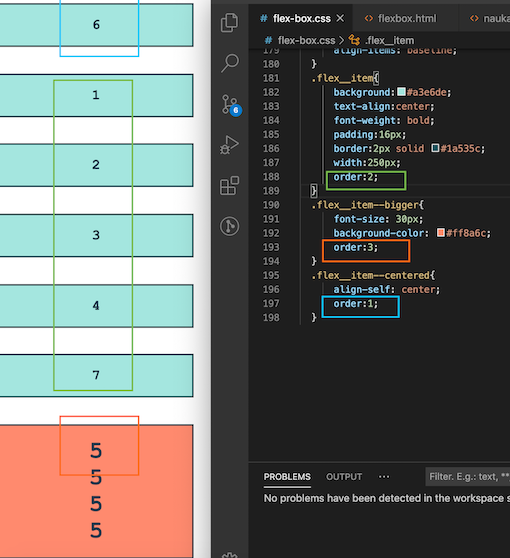 6
1
2
3
4
7
5
5
5
5
flex-box.css
flexbox.html
nauka
flex-box.css > .flex__item
179 align-items: baseline;
180 }
181 .flex__item{
182 background: #a3e6de;
183 text-align:center;
184 font-weight: bold;
185 padding:16px;
186 border:2px solid #1a535c;
187 width:250px;
188 order:2;
189 }
190 .flex__item--bigger{
191 font-size: 30px;
192 background-color: #ff8a6c;
193 order:3;
194 }
195 .flex__item--centered{
196 align-self: center;
197 order:1;
198 }
6
PROBLEMS OUTPUT ··· Filter. E.g.: text, **
No problems have been detected in the workspace s